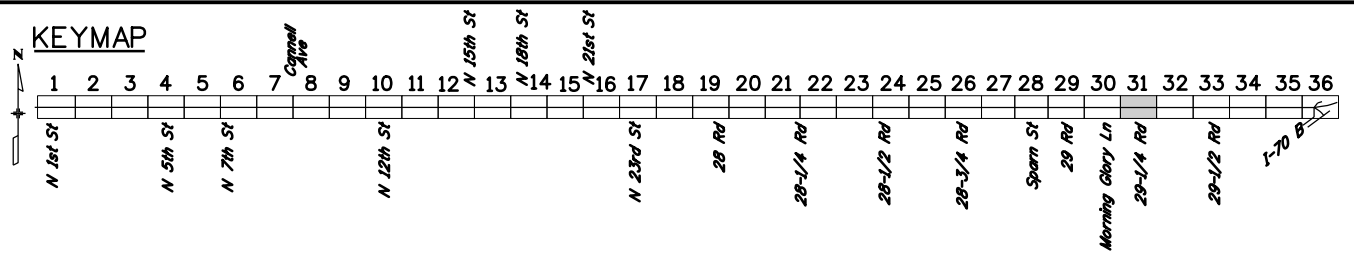 KEYMAP
N
Cannell
Ave
N 15th St
N 18th St
N 21st St
1 2 3 4 5 6 7 8 9 10 11 12 13 14 15 16 17 18 19 20 21 22 23 24 25 26 27 28 29 30 31 32 33 34 35 36
N 1st St
N 5th St
N 7th St
N 12th St
N 23rd St
28 Rd
28-1/4 Rd
28-1/2 Rd
28-3/4 Rd
Sparn St
29 Rd
Morning Glory Ln
29-1/4 Rd
29-1/2 Rd
I-70 B